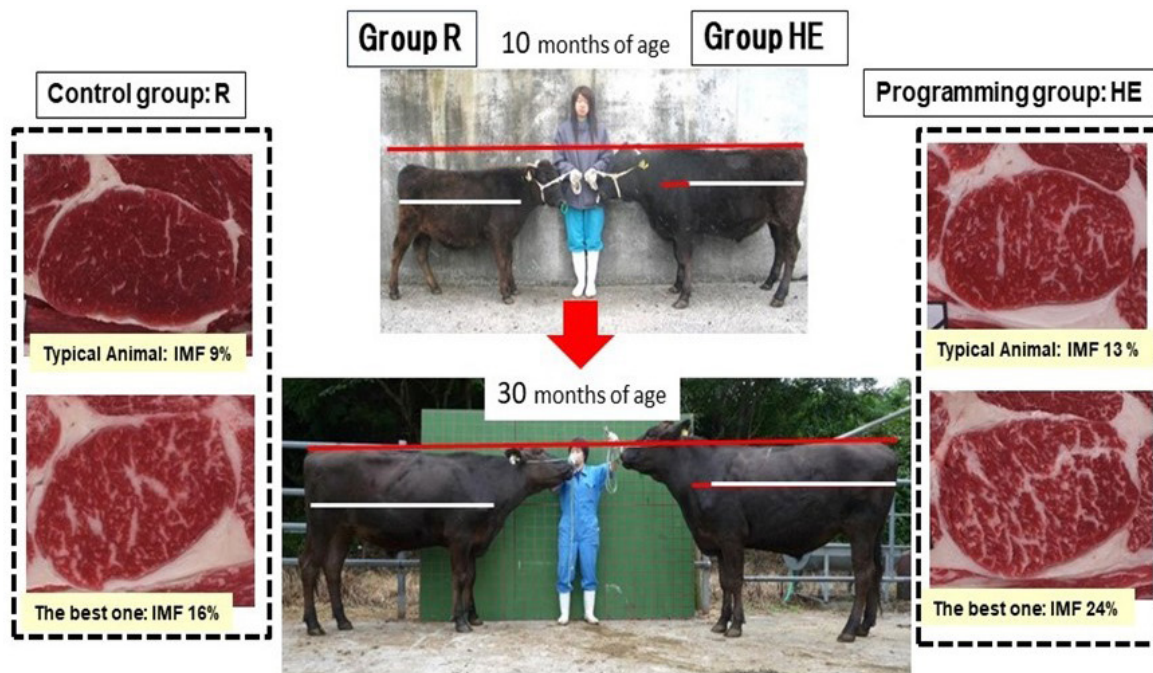 Group R
10 months of age
Group HE
Control group: R
Programming group: HE
Typical Animal: IMF 9%
Typical Animal: IMF 13 %
30 months of age
The best one: IMF 16%
The best one: IMF 24%